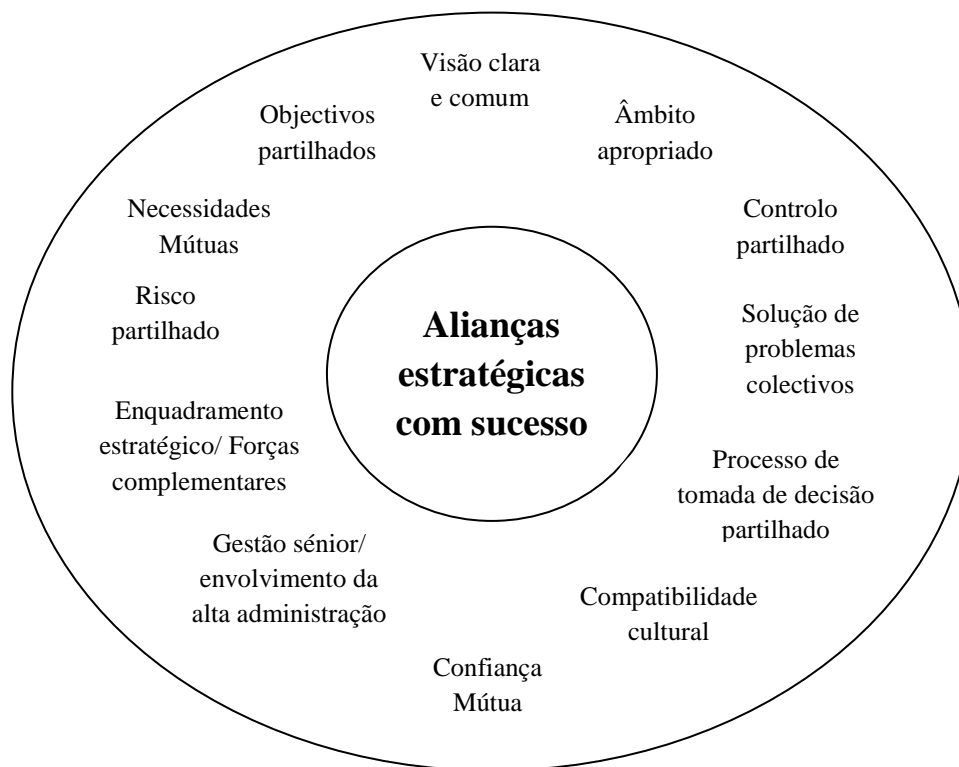 Visão clara
e comum
Objectivos
partilhados
Âmbito
apropriado
Necessidades
Mútuas
Controlo
partilhado
Risco
partilhado
Solução de
problemas
colectivos
Alianças
estratégicas
com sucesso
Enquadramento
estratégico/ Forças
complementares
Processo de
tomada de decisão
partilhado
Gestão sénior/
envolvimento da
alta administração
Compatibilidade
cultural
Confiança
Mútua